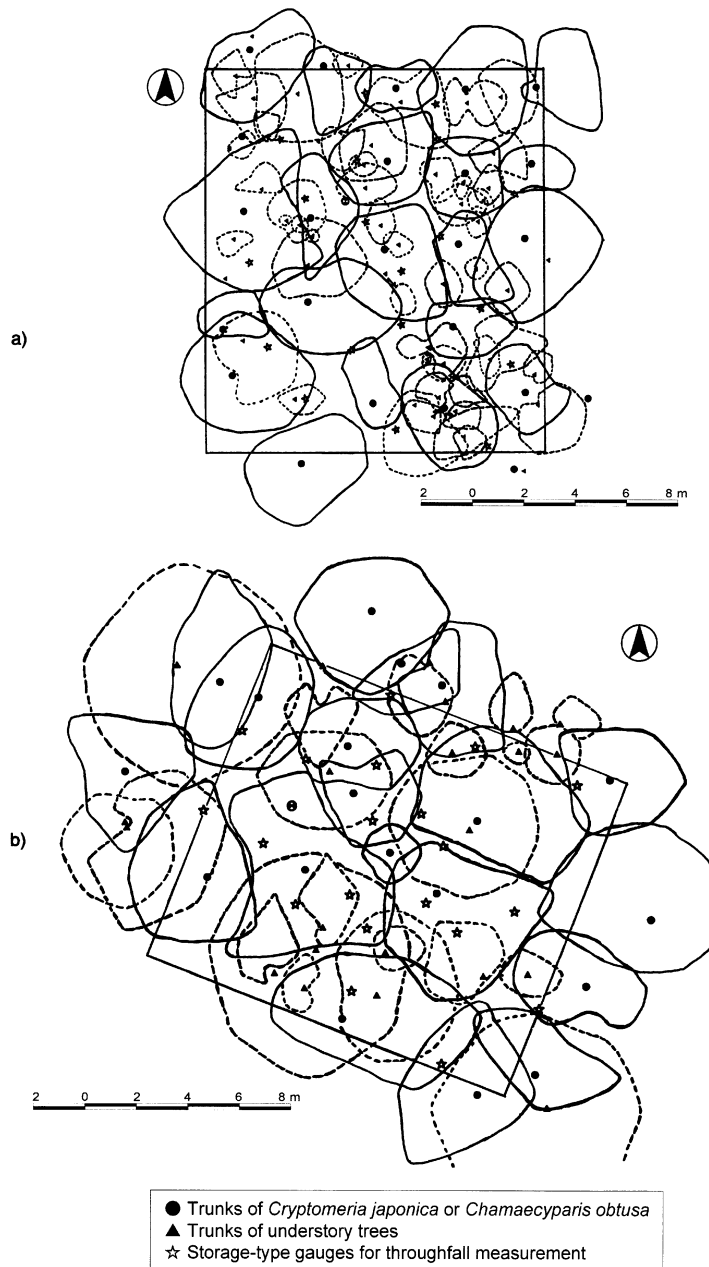 a)
2 0 2 4 6 8 m
b)
2 0 2 4 6 8 m
Trunks of Cryptomeria japonica or Chamaecyparis obtusa
Trunks of understory trees
Storage-type gauges for throughfall measurement